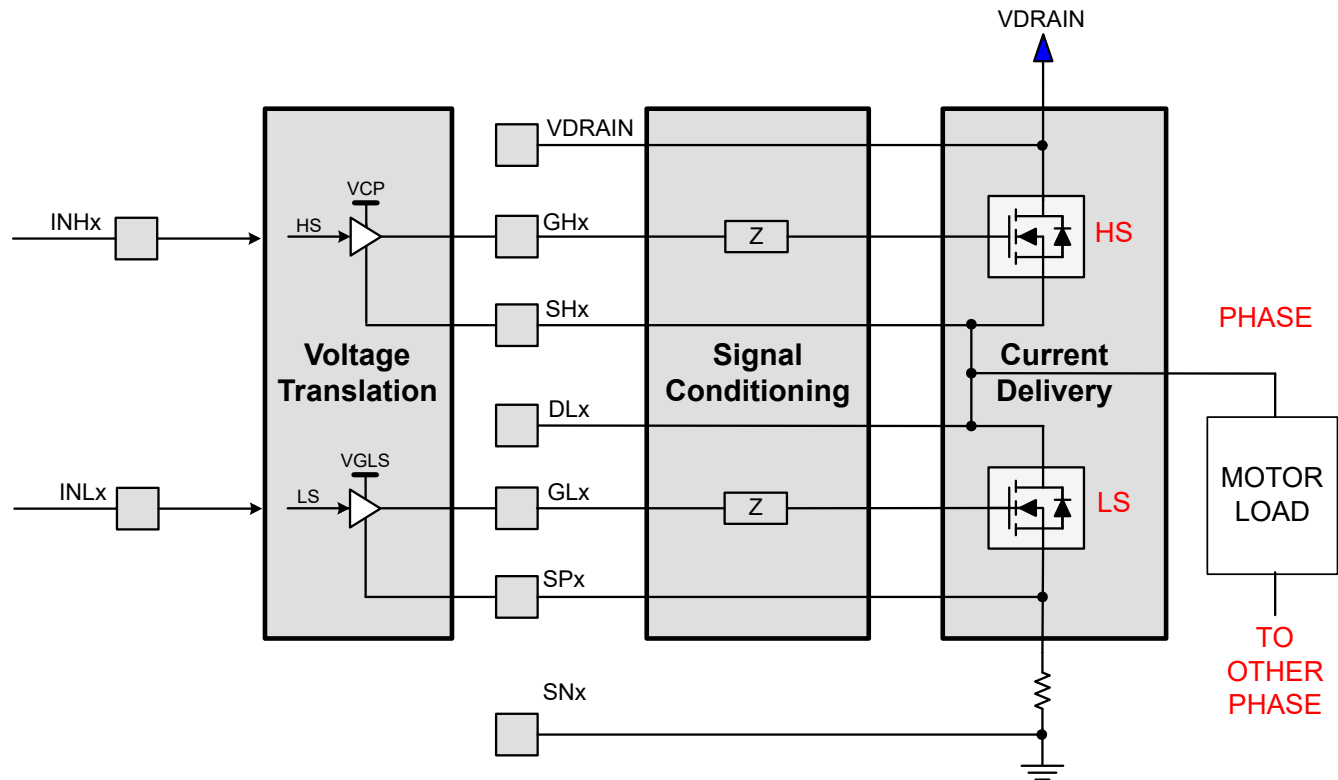 VDRAIN
VDRAIN
VCP
INHx
HS
GHx
Z
HS
SHx
PHASE
Voltage
Translation
Signal
Conditioning
Current
Delivery
DLx
VGLS
INLx
LS
GLx
Z
LS
MOTOR
LOAD
SPx
TO
OTHER
PHASE
SNx